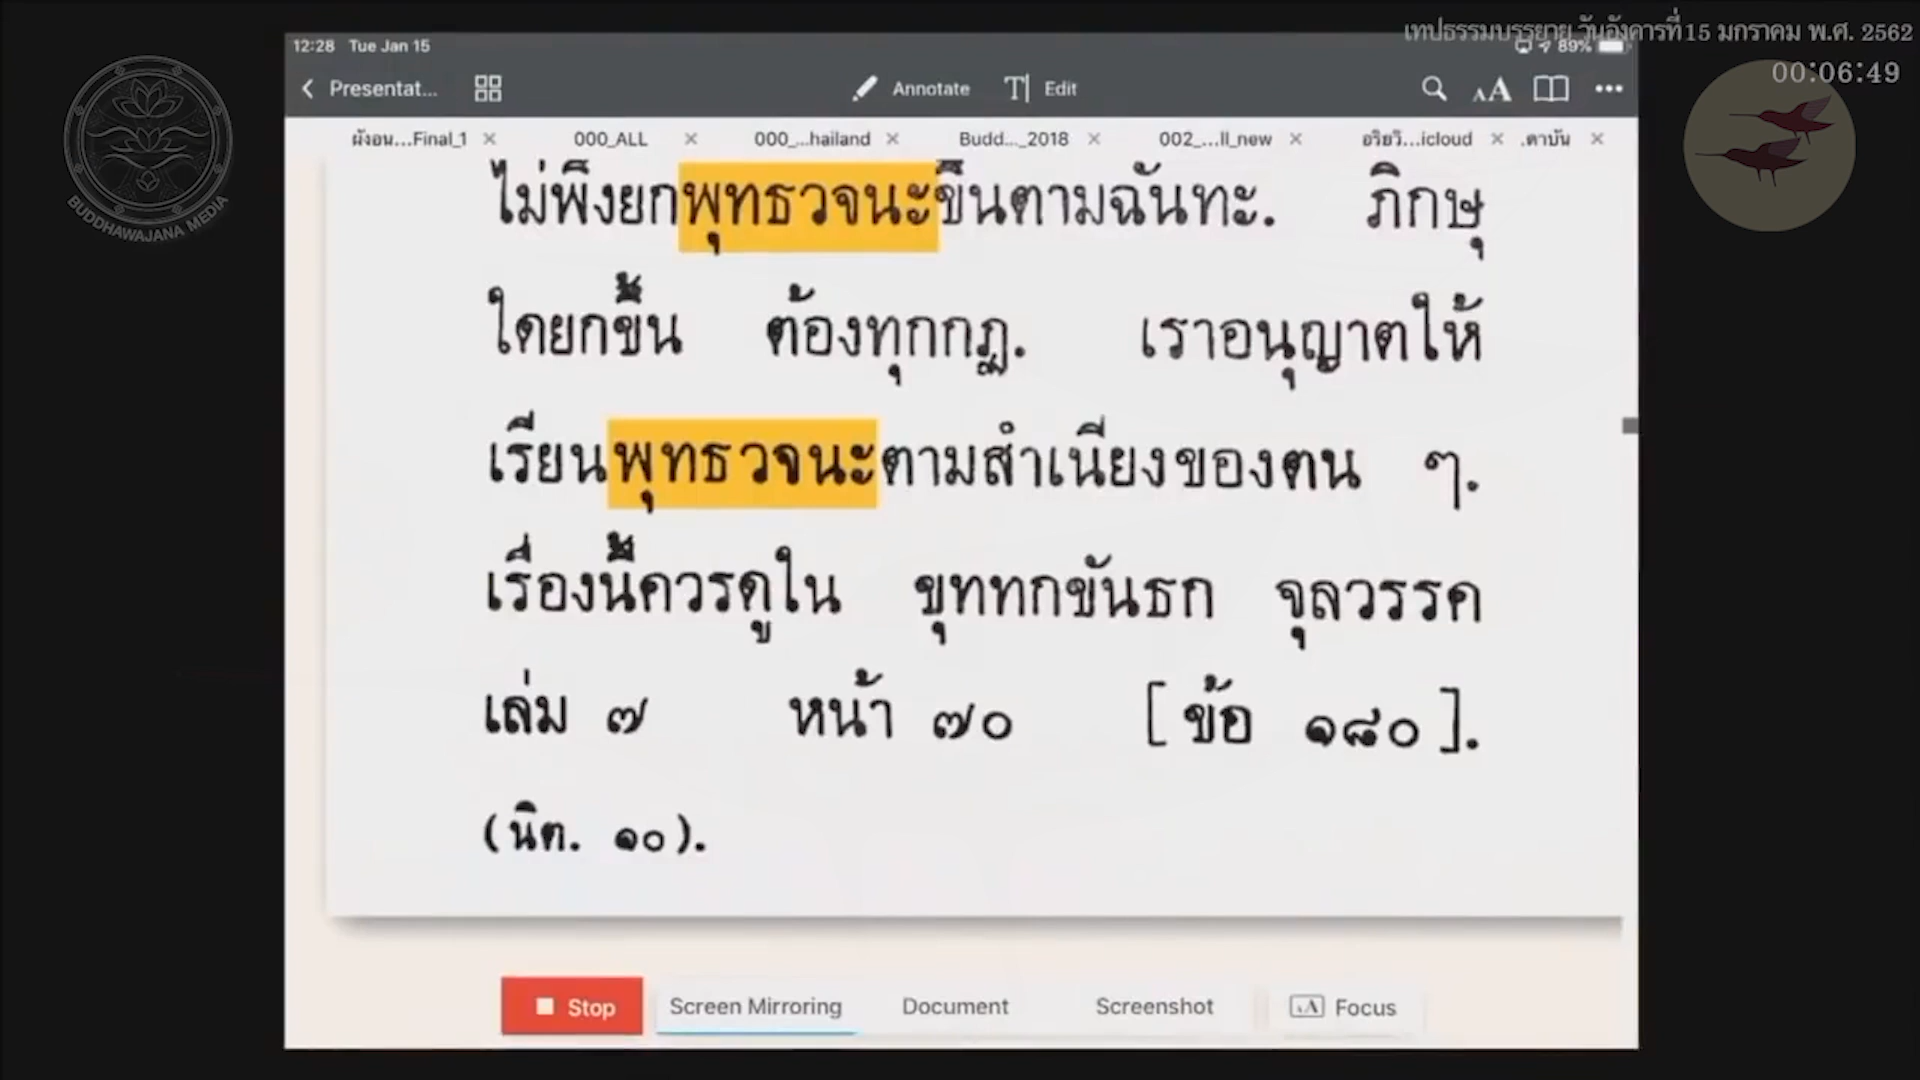 เทปธรรมบรรยาย วันอังคารที่ 15 มกราคม พ.ศ. 2562
00:06:49
BUDDHAWAJANA MEDIA
12:28 Tue Jan 15
89%
Presentat...
Annotate
Edit
ผังอน...Final_1
000_ALL
000_...hailand
Budd..._2018
002_...ll_new
อริยวิ...icloud
.ดาบัน
ไม่พึงยกพุทธวจนะขึ้นตามฉันทะ. ภิกษุ
ใดยกขึ้น ต้องทุกกฏ. เราอนุญาตให้
เรียนพุทธวจนะตามสำเนียงของตน ๆ.
เรื่องนี้ควรดูใน ขุททกขันธก จุลวรรค
เล่ม ๗ หน้า ๗๐ [ข้อ ๑๘๐].
(นิต. ๑๐).
Stop
Screen Mirroring
Document
Screenshot
Focus